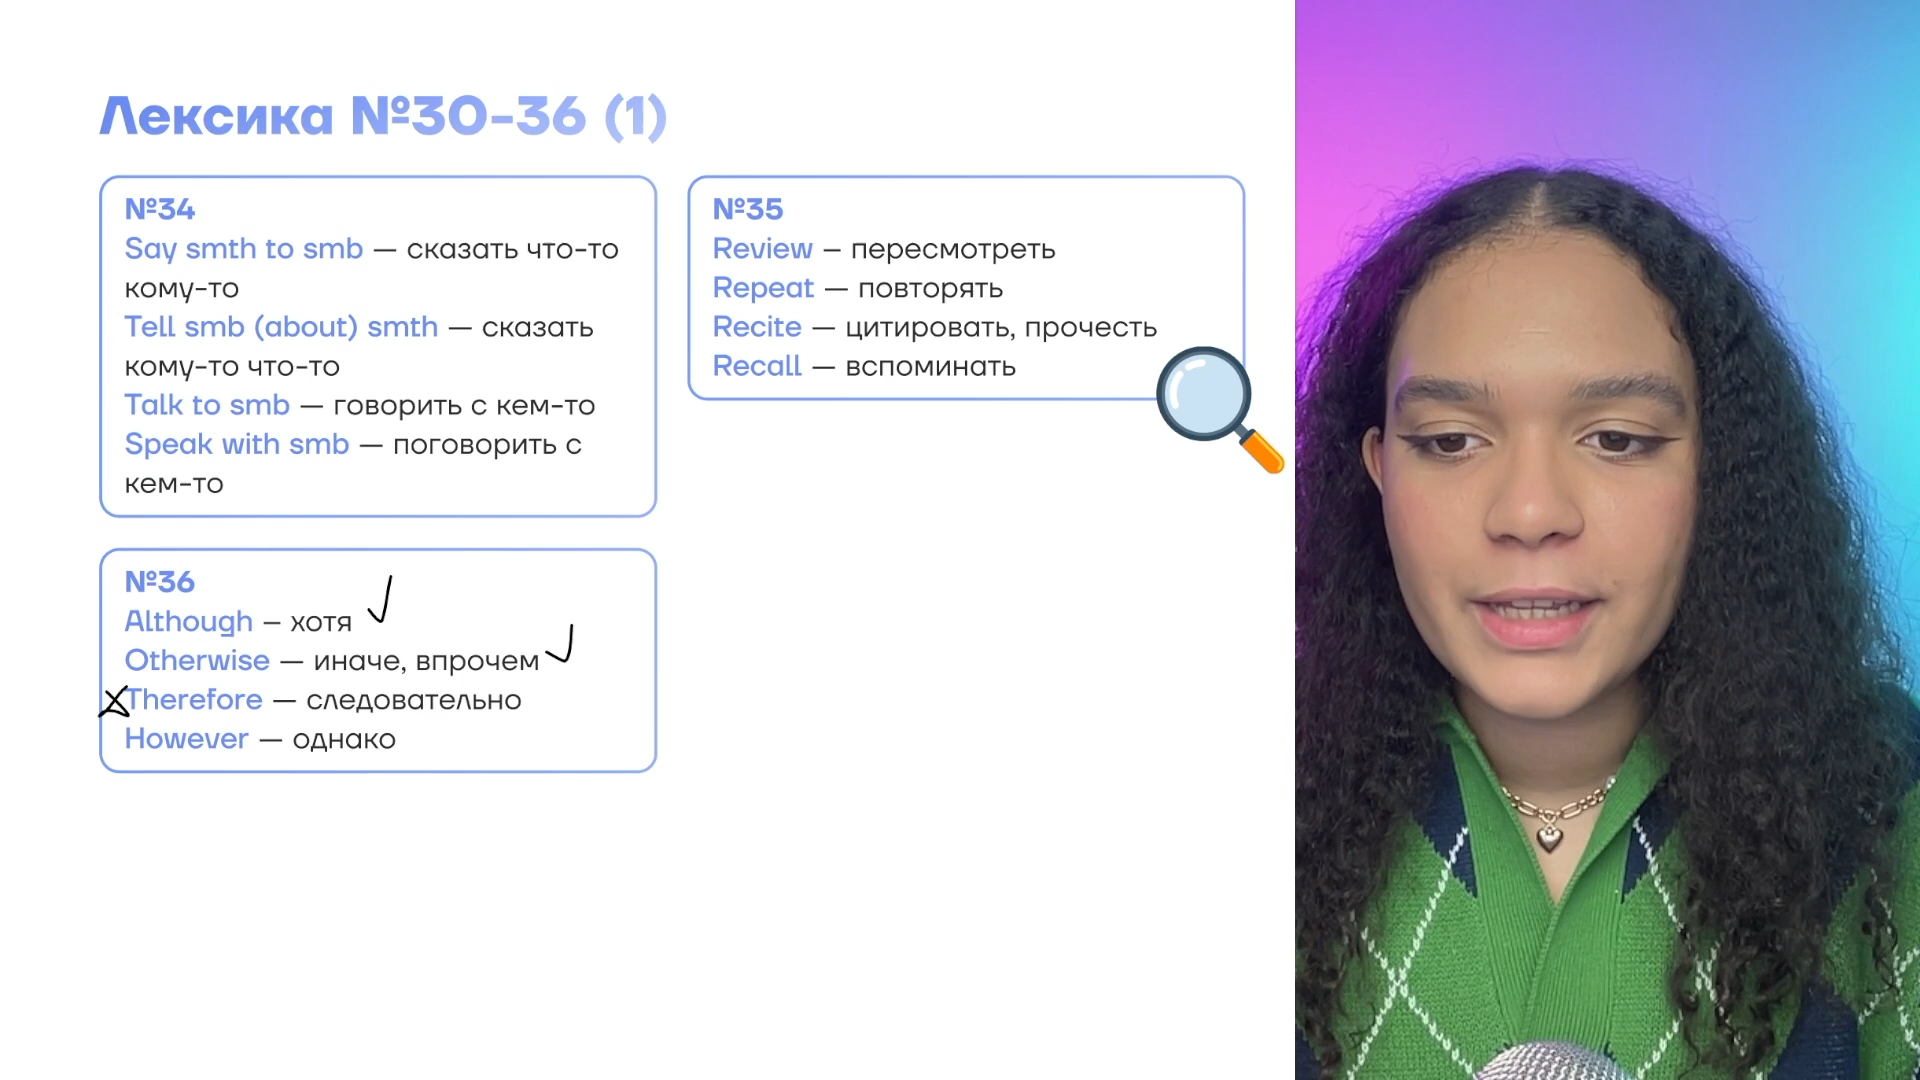 Лексика №30-36 (1)
№34
Say smth to smb — сказать что-то
кому-то
Tell smb (about) smth — сказать
кому-то что-то
Talk to smb — говорить с кем-то
Speak with smb — поговорить с
кем-то
№35
Review – пересмотреть
Repeat — повторять
Recite — цитировать, прочесть
Recall — вспоминать
№36
Although – хотя
Otherwise — иначе, впрочем
Therefore — следовательно
However — однако